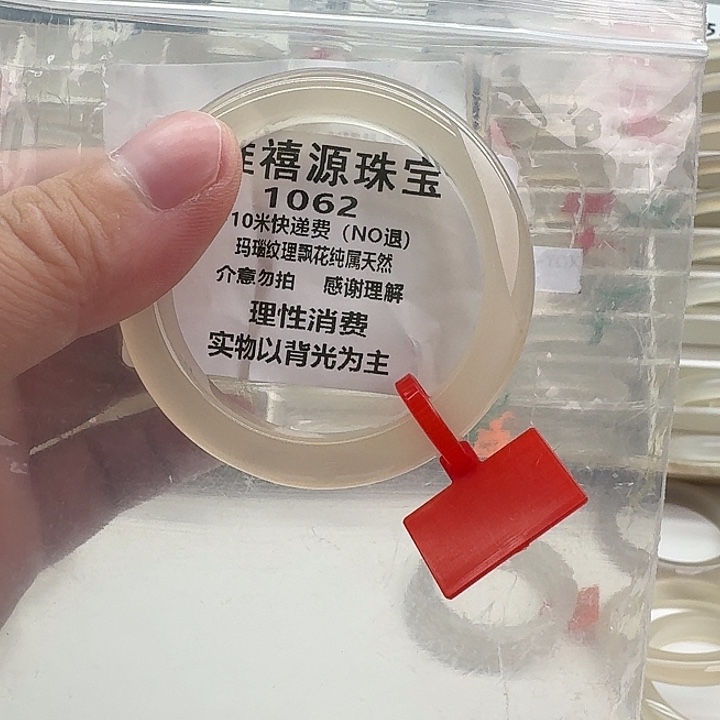 禧源珠宝
1062
10米快递费（NO退）
玛瑙纹理飘花纯属天然
介意勿拍 感谢理解
理性消费
实物以背光为主